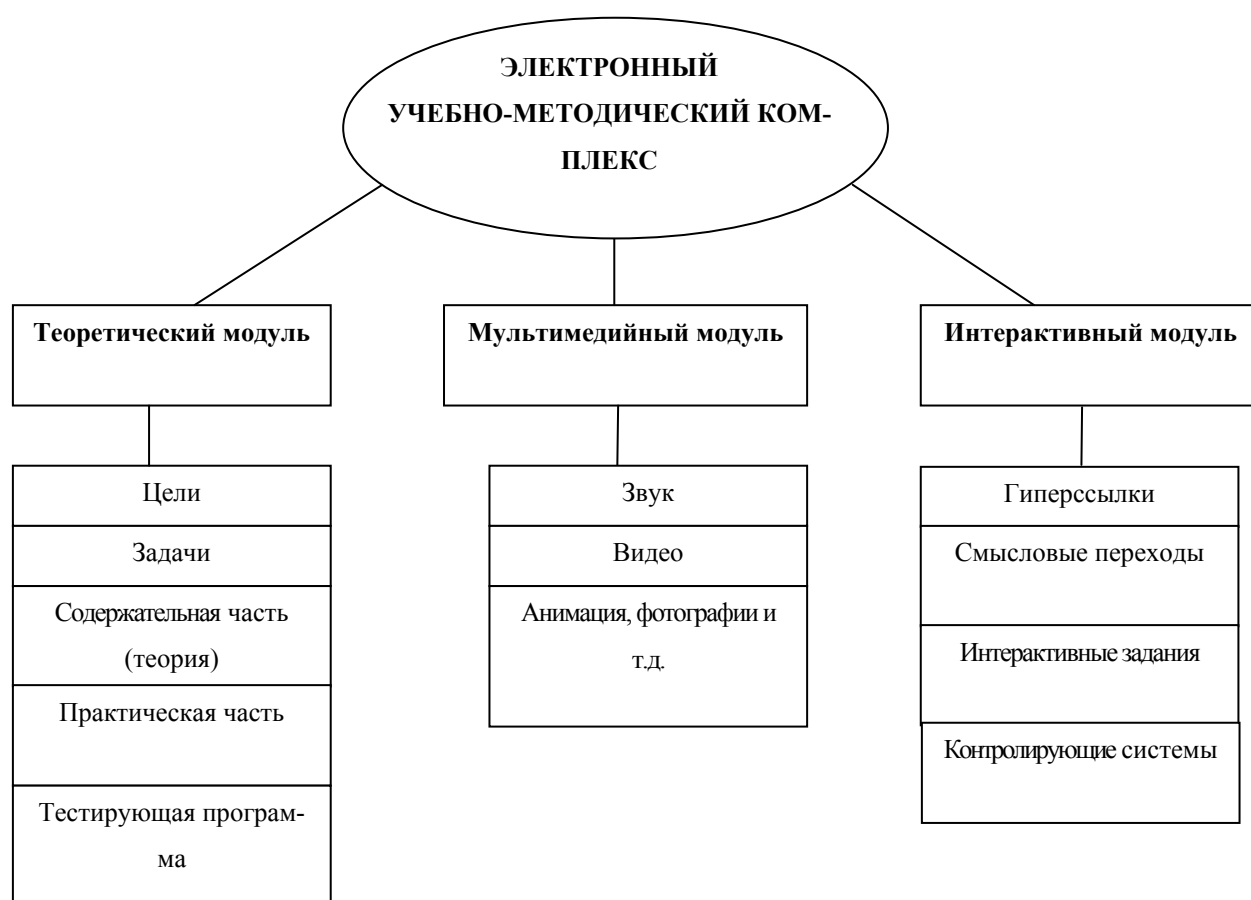 ЭЛЕКТРОННЫЙ
УЧЕБНО-МЕТОДИЧЕСКИЙ КОМ-
ПЛЕКС
Теоретический модуль
Мультимедийный модуль
Интерактивный модуль
Цели
Задачи
Содержательная часть
(теория)
Практическая часть
Тестирующая програм-
ма
Звук
Видео
Анимация, фотографии и
т.д.
Гиперссылки
Смысловые переходы
Интерактивные задания
Контролирующие системы